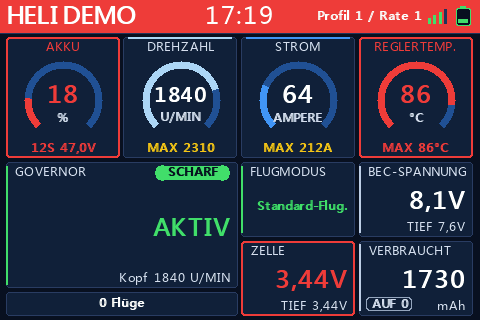 HELI DEMO 17:19 Profil 1 / Rate 1
AKKU
18
%
12S 47,0V
DREHZAHL
1840
U/MIN
MAX 2310
STROM
64
AMPERE
MAX 212A
REGLERTEMP.
86
°C
MAX 86°C
GOVERNOR
SCHARF
AKTIV
Kopf 1840 U/MIN
0 Flüge
FLUGMODUS
Standard-Flug.
ZELLE
3,44V
TIEF 3,44V
BEC-SPANNUNG
8,1V
TIEF 7,6V
VERBRAUCHT
1730
AUF 0 mAh